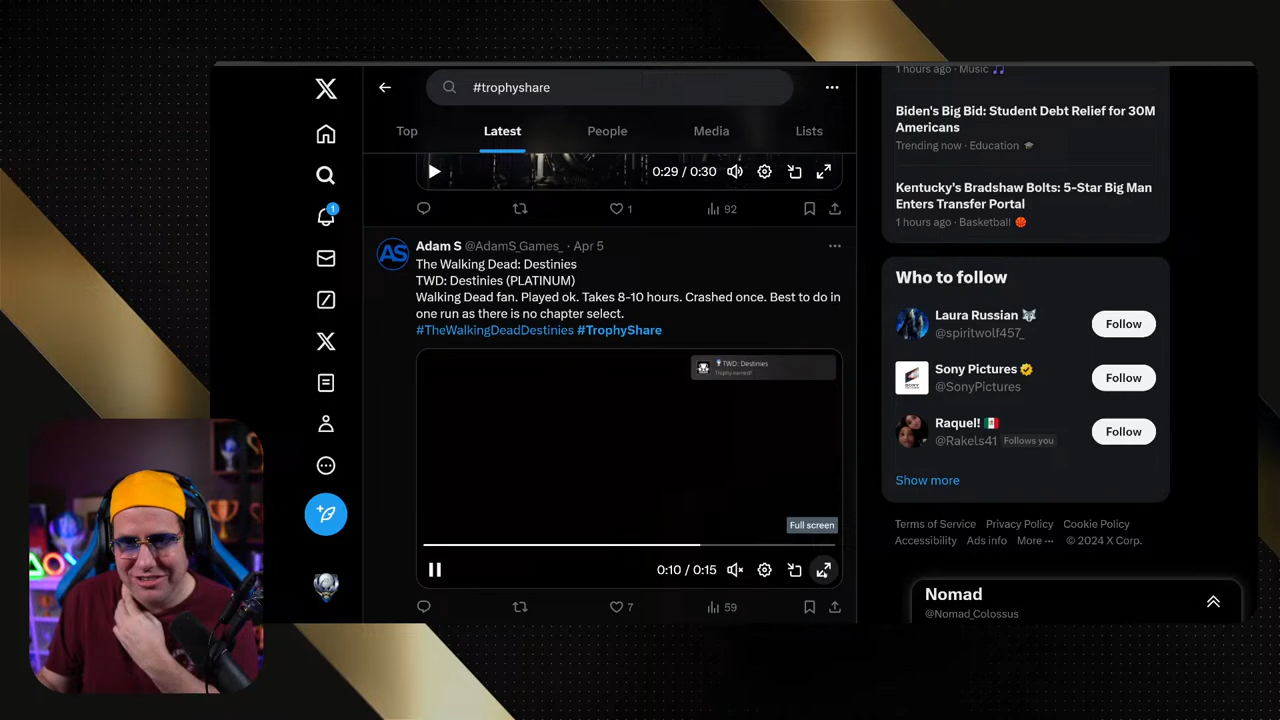 #trophyshare
Top
Latest
People
Media
Lists
0:29 / 0:30
1
92
1
Adam S @AdamS_Games_ · Apr 5
The Walking Dead: Destinies
TWD: Destinies (PLATINUM)
Walking Dead fan. Played ok. Takes 8-10 hours. Crashed once. Best to do in
one run as there is no chapter select.
#TheWalkingDeadDestinies #TrophyShare
TWD: Destinies
Trophy earned!
Full screen
0:10 / 0:15
7
59
1 hours ago · Music 🎵
Biden's Big Bid: Student Debt Relief for 30M
Americans
Trending now · Education 🎓
Kentucky's Bradshaw Bolts: 5-Star Big Man
Enters Transfer Portal
1 hours ago · Basketball 🏀
Who to follow
Laura Russian 🐺
@spiritwolf457_
Follow
Sony Pictures
@SonyPictures
Follow
Raquel! 🇲🇽
@Rakels41 Follows you
Follow
Show more
Terms of Service Privacy Policy Cookie Policy
Accessibility Ads info More ··· © 2024 X Corp.
Nomad
@Nomad_Colossus
AS